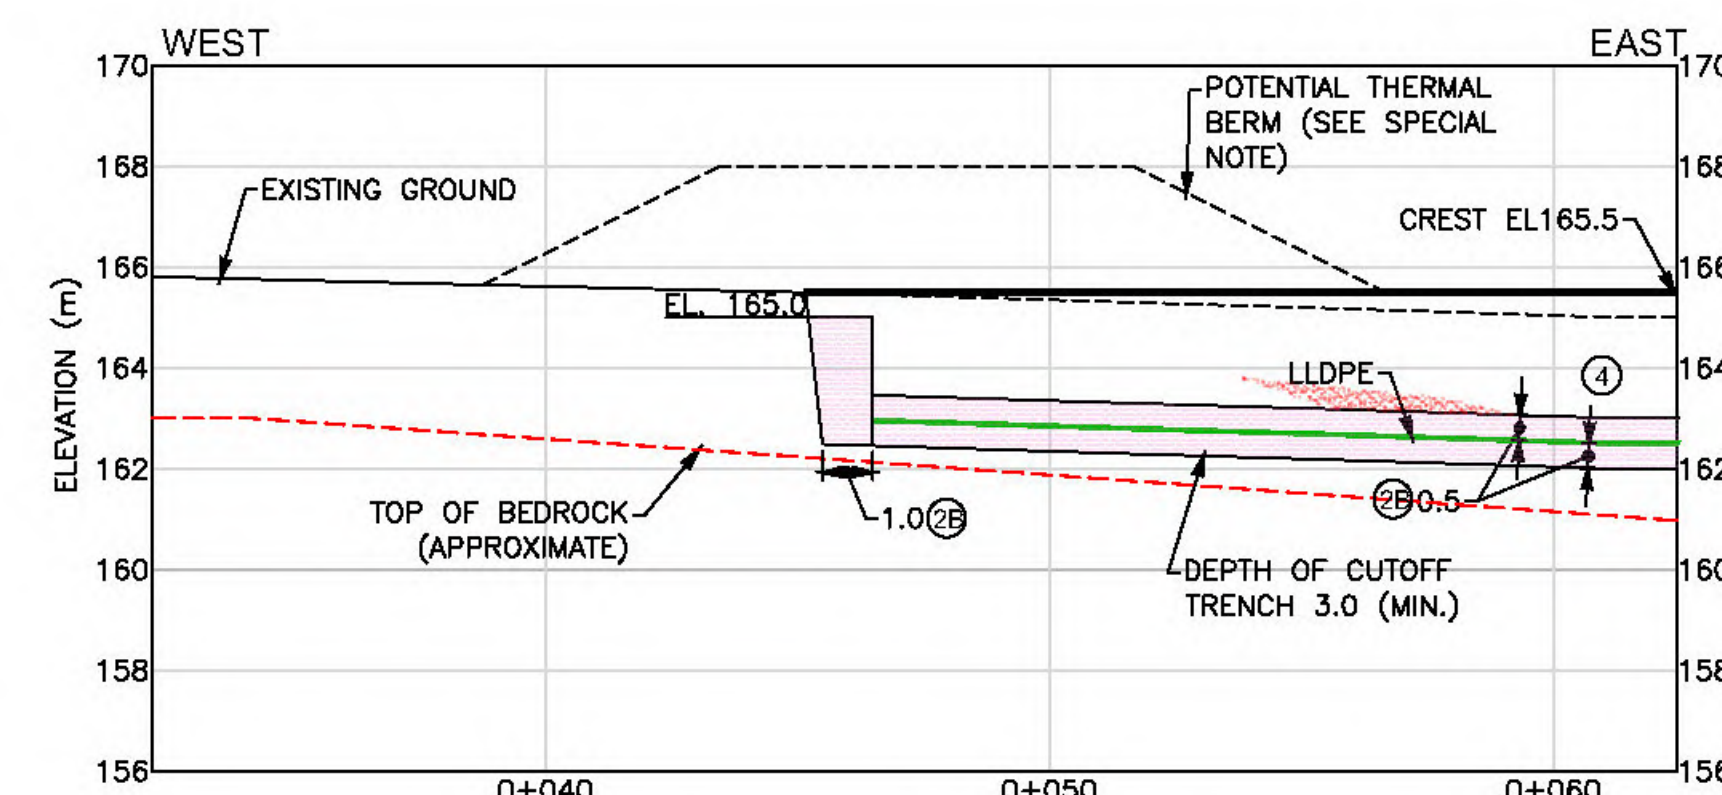 WEST
EAST
170
170
POTENTIAL THERMAL
BERM (SEE SPECIAL
NOTE)
168
168
EXISTING GROUND
CREST EL165.5
166
166
EL. 165.0
ELEVATION (m)
164
LLDPE
4
164
162
162
2B 0.5
TOP OF BEDROCK
(APPROXIMATE)
1.0 2B
160
160
DEPTH OF CUTOFF
TRENCH 3.0 (MIN.)
158
158
156
156
0+040
0+050
0+060